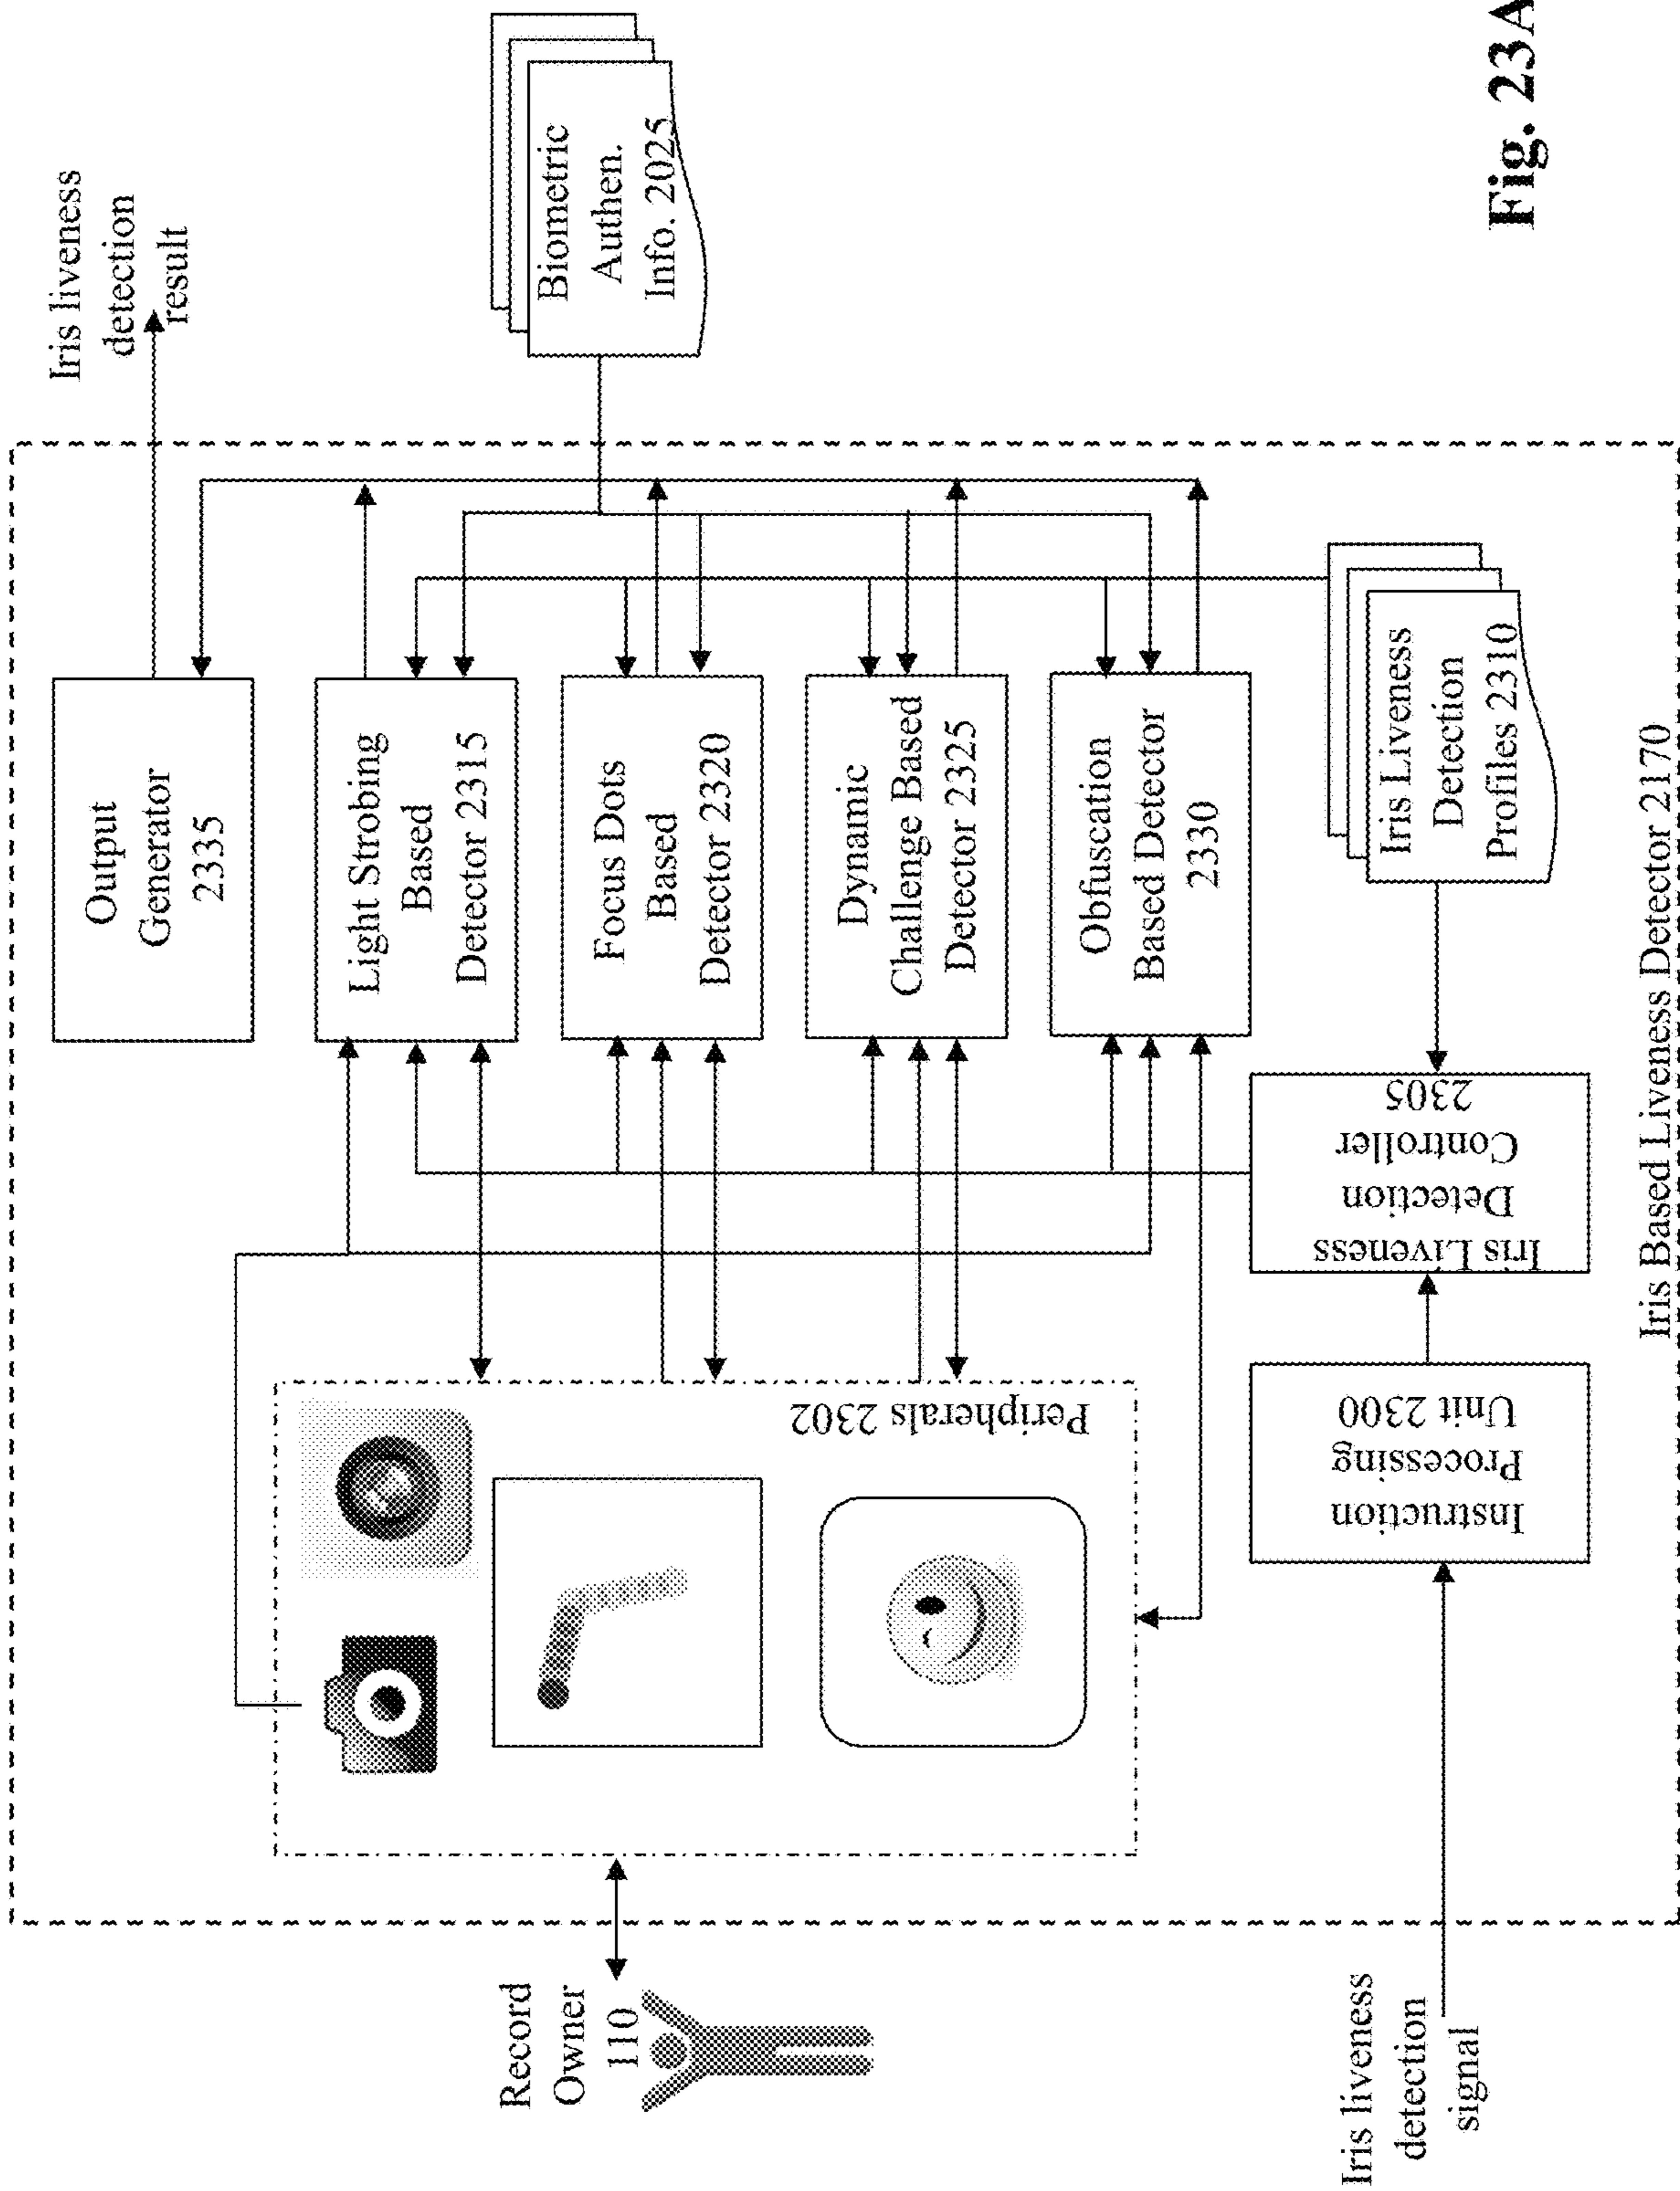 Iris liveness
detection
result
Biometric
Authen.
Info. 2025
Output
Generator
2335
Light Strobing
Based
Detector 2315
Focus Dots
Based
Detector 2320
Dynamic
Challenge Based
Detector 2325
Obfuscation
Based Detector
2330
Iris Liveness
Detection
Profiles 2310
Iris Liveness
Detection
Controller
2305
Instruction
Processing
Unit 2300
Peripherals 2302
Record
Owner
110
Iris liveness
detection
signal
Iris Based Liveness Detector 2170
Fig. 23A